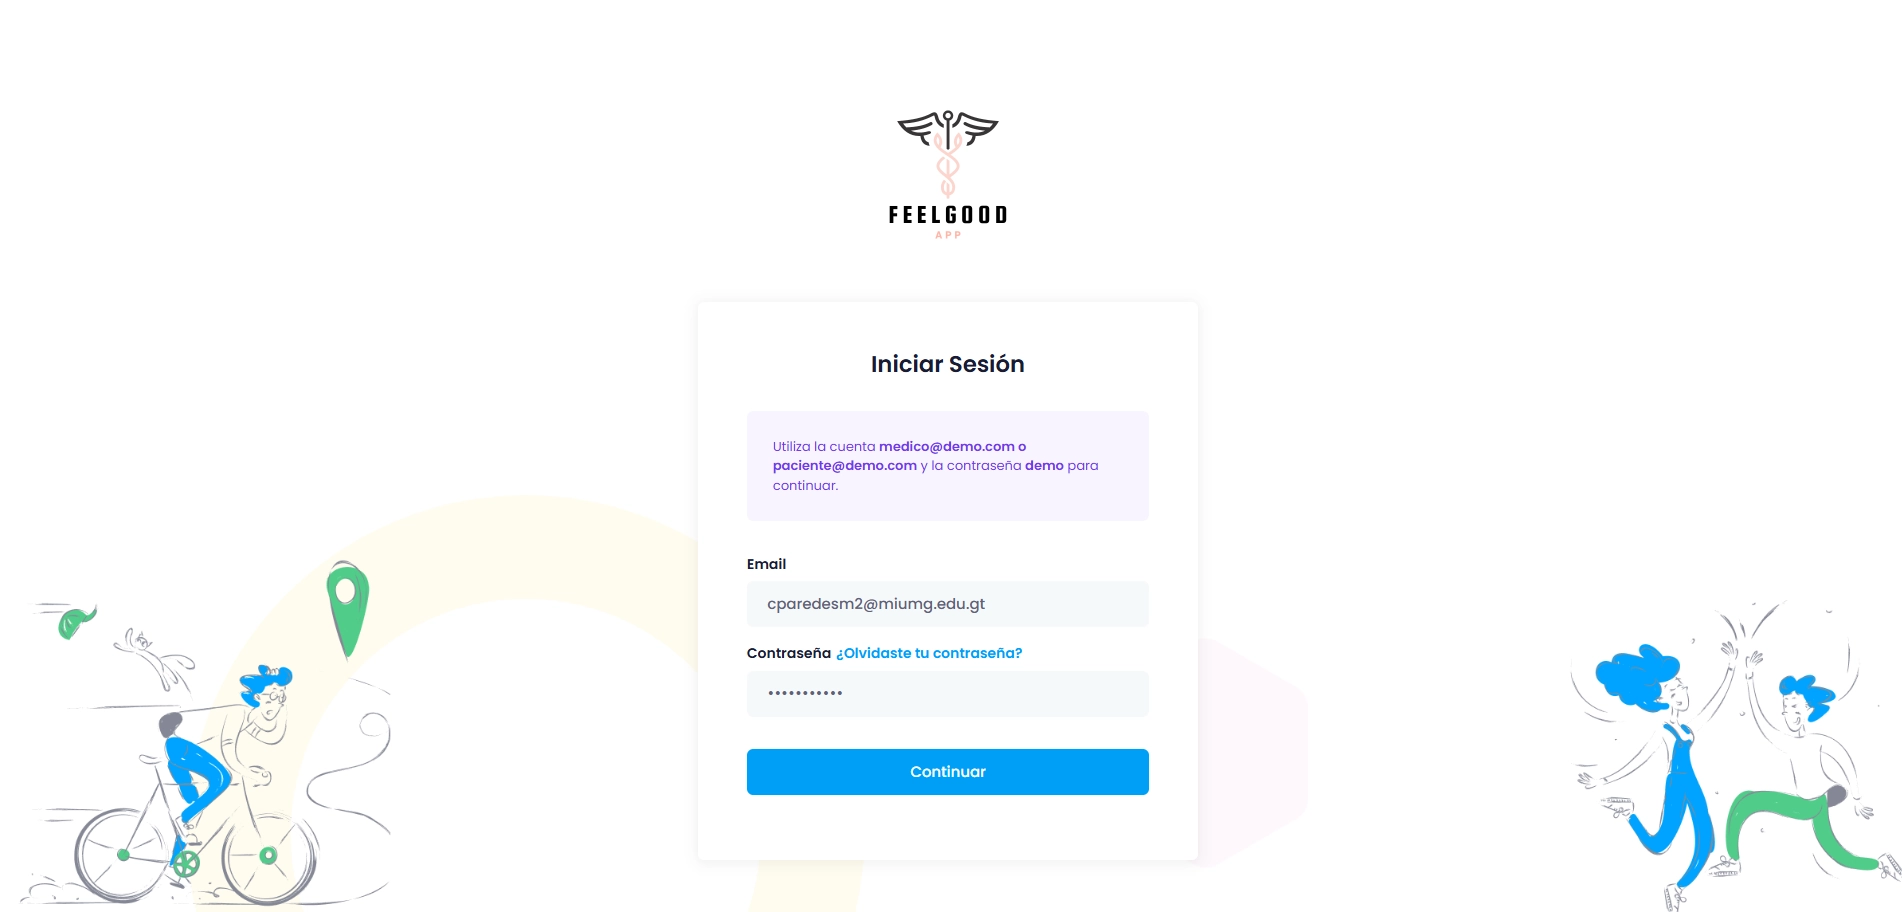 FEELGOOD
APP
Iniciar Sesión
Utiliza la cuenta medico@demo.com o
paciente@demo.com y la contraseña demo para
continuar.
Email
cparedesm2@miumg.edu.gt
Contraseña ¿Olvidaste tu contraseña?
•••••••••••
Continuar